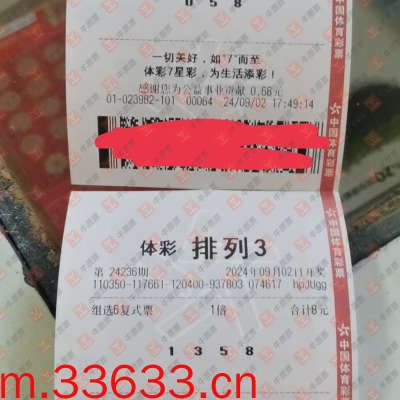 0 5 8
一切美好，如"7"而至
体彩7星彩，为生活添彩！
感谢您为公益事业贡献 0.68元
01-023982-101 00064 24/09/02 17:49:14
中国体育彩票
体彩 排列3
第 24236期 2024年09月02日开奖
110350-117661-120400-937803 074617 hpJUgg
组选6复式票 1倍 合计8元
1 3 5 8
中国体育彩票
m.33633.cn